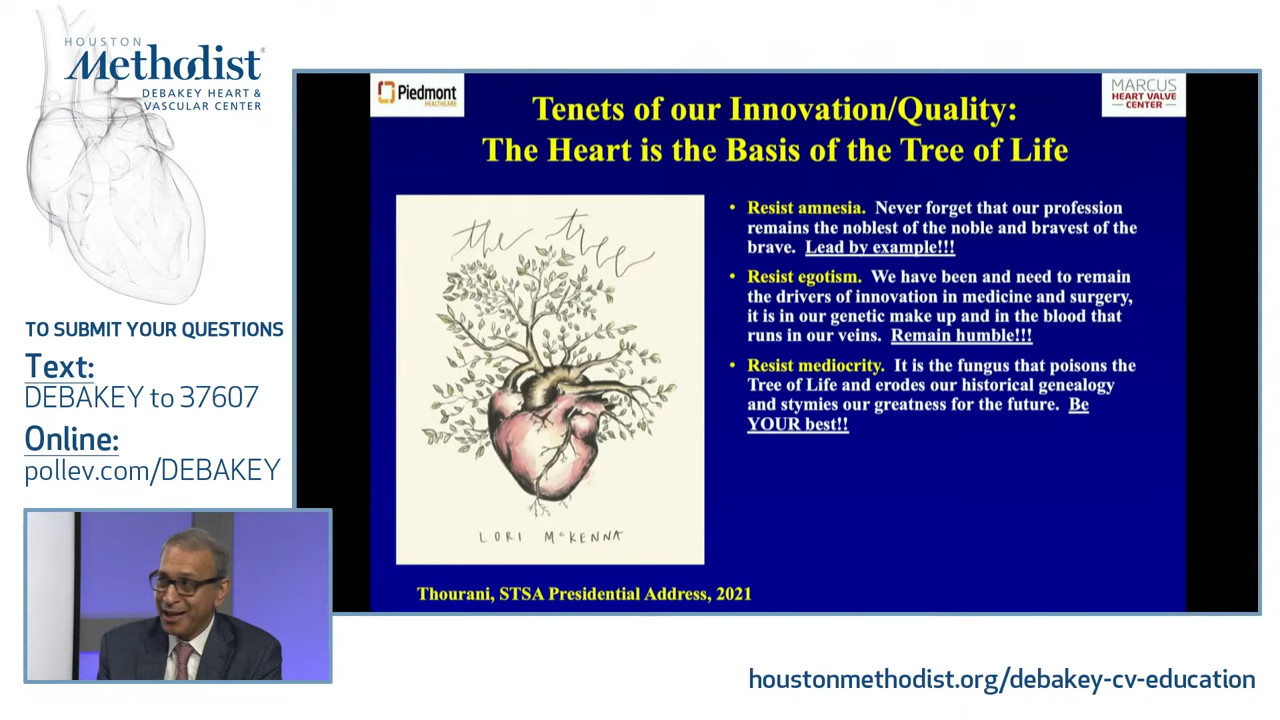 HOUSTON
Methodist®
DEBAKEY HEART &
VASCULAR CENTER
TO SUBMIT YOUR QUESTIONS
Text:
DEBAKEY to 37607
Online:
pollev.com/DEBAKEY
Piedmont
HEALTHCARE
MARCUS
HEART VALVE
CENTER
Tenets of our Innovation/Quality:
The Heart is the Basis of the Tree of Life
the tree
LORI McKENNA
• Resist amnesia. Never forget that our profession
remains the noblest of the noble and bravest of the
brave. Lead by example!!!
• Resist egotism. We have been and need to remain
the drivers of innovation in medicine and surgery,
it is in our genetic make up and in the blood that
runs in our veins. Remain humble!!!
• Resist mediocrity. It is the fungus that poisons the
Tree of Life and erodes our historical genealogy
and stymies our greatness for the future. Be
YOUR best!!
Thourani, STSA Presidential Address, 2021
houstonmethodist.org/debakey-cv-education